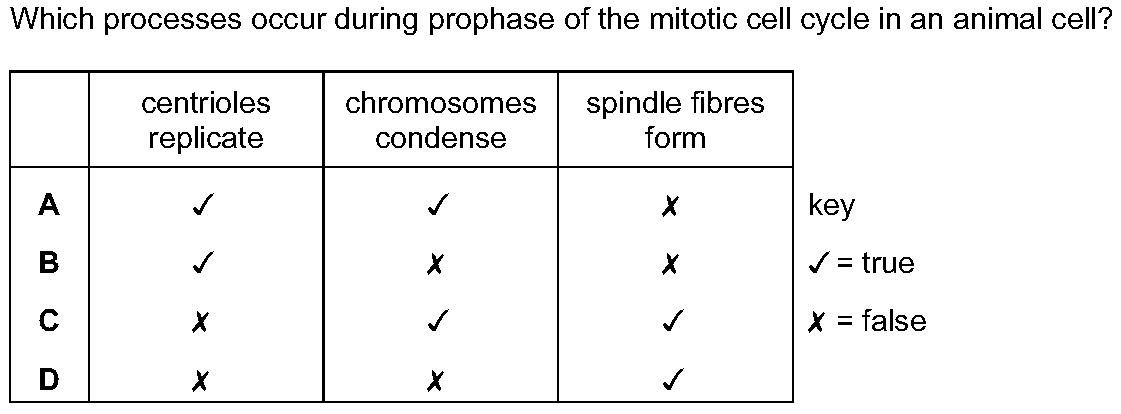 Which processes occur during prophase of the mitotic cell cycle in an animal cell?
centrioles replicate chromosomes condense spindle fibres form
A ✓ ✓ ✗ key
B ✓ ✗ ✗ ✓ = true
C ✗ ✓ ✓ ✗ = false
D ✗ ✗ ✓